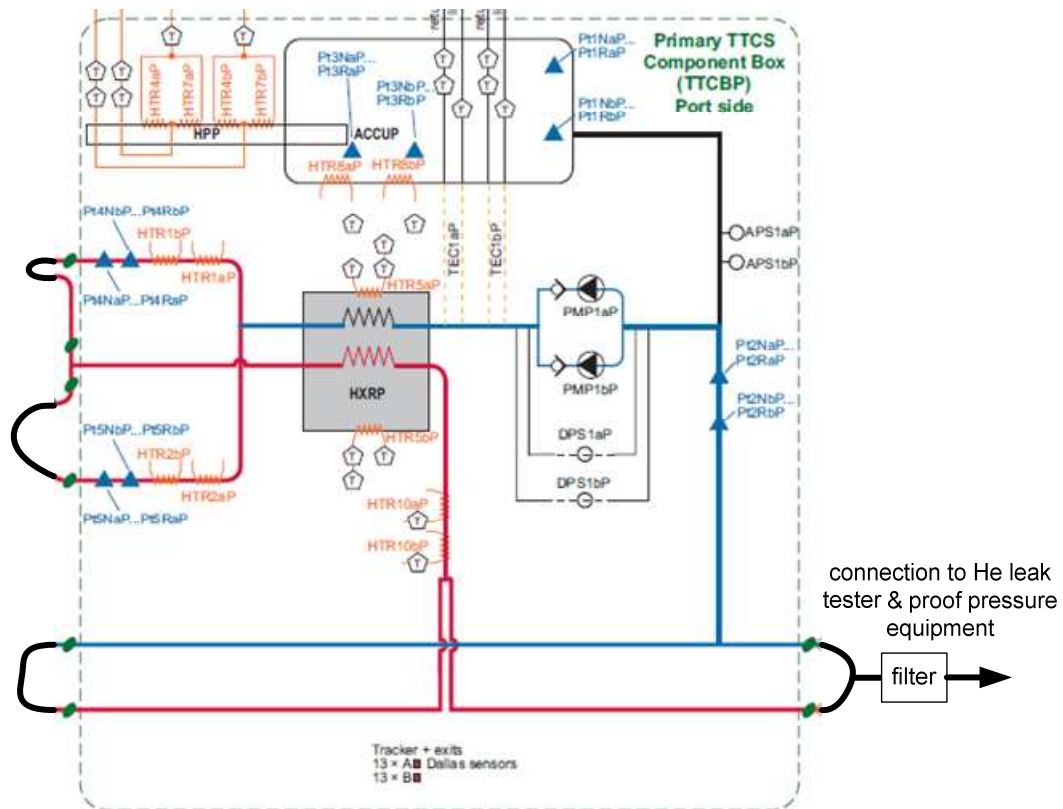 Primary TTCS
Component Box
(TTCBP)
Port side
HTR4aP
HTR7aP
HTR4bP
HTR7bP
HPP
Pt3NaP...
Pt3RaP
Pt3NbP...
Pt3RbP
ACCUP
HTR8bP
Pt1NaP...
Pt1RaP
Pt1NbP...
Pt1RbP
TEC1aP
TEC1bP
APS1aP
APS1bP
Pt4NbP...Pt4RbP
HTR1bP
HTR1aP
Pt4NaP...Pt4RaP
HTR5aP
HXRP
HTR5bP
PMP1aP
PMP1bP
DPS1aP
DPS1bP
Pt2NaP...
Pt2RaP
Pt2NbP...
Pt2RbP
Pt5NbP...Pt5RbP
HTR2bP
HTR2aP
Pt5NaP...Pt5RaP
HTR10aP
HTR10bP
T
connection to He leak
tester & proof pressure
equipment
filter
Tracker + exits
13 × A Dallas sensors
13 × B